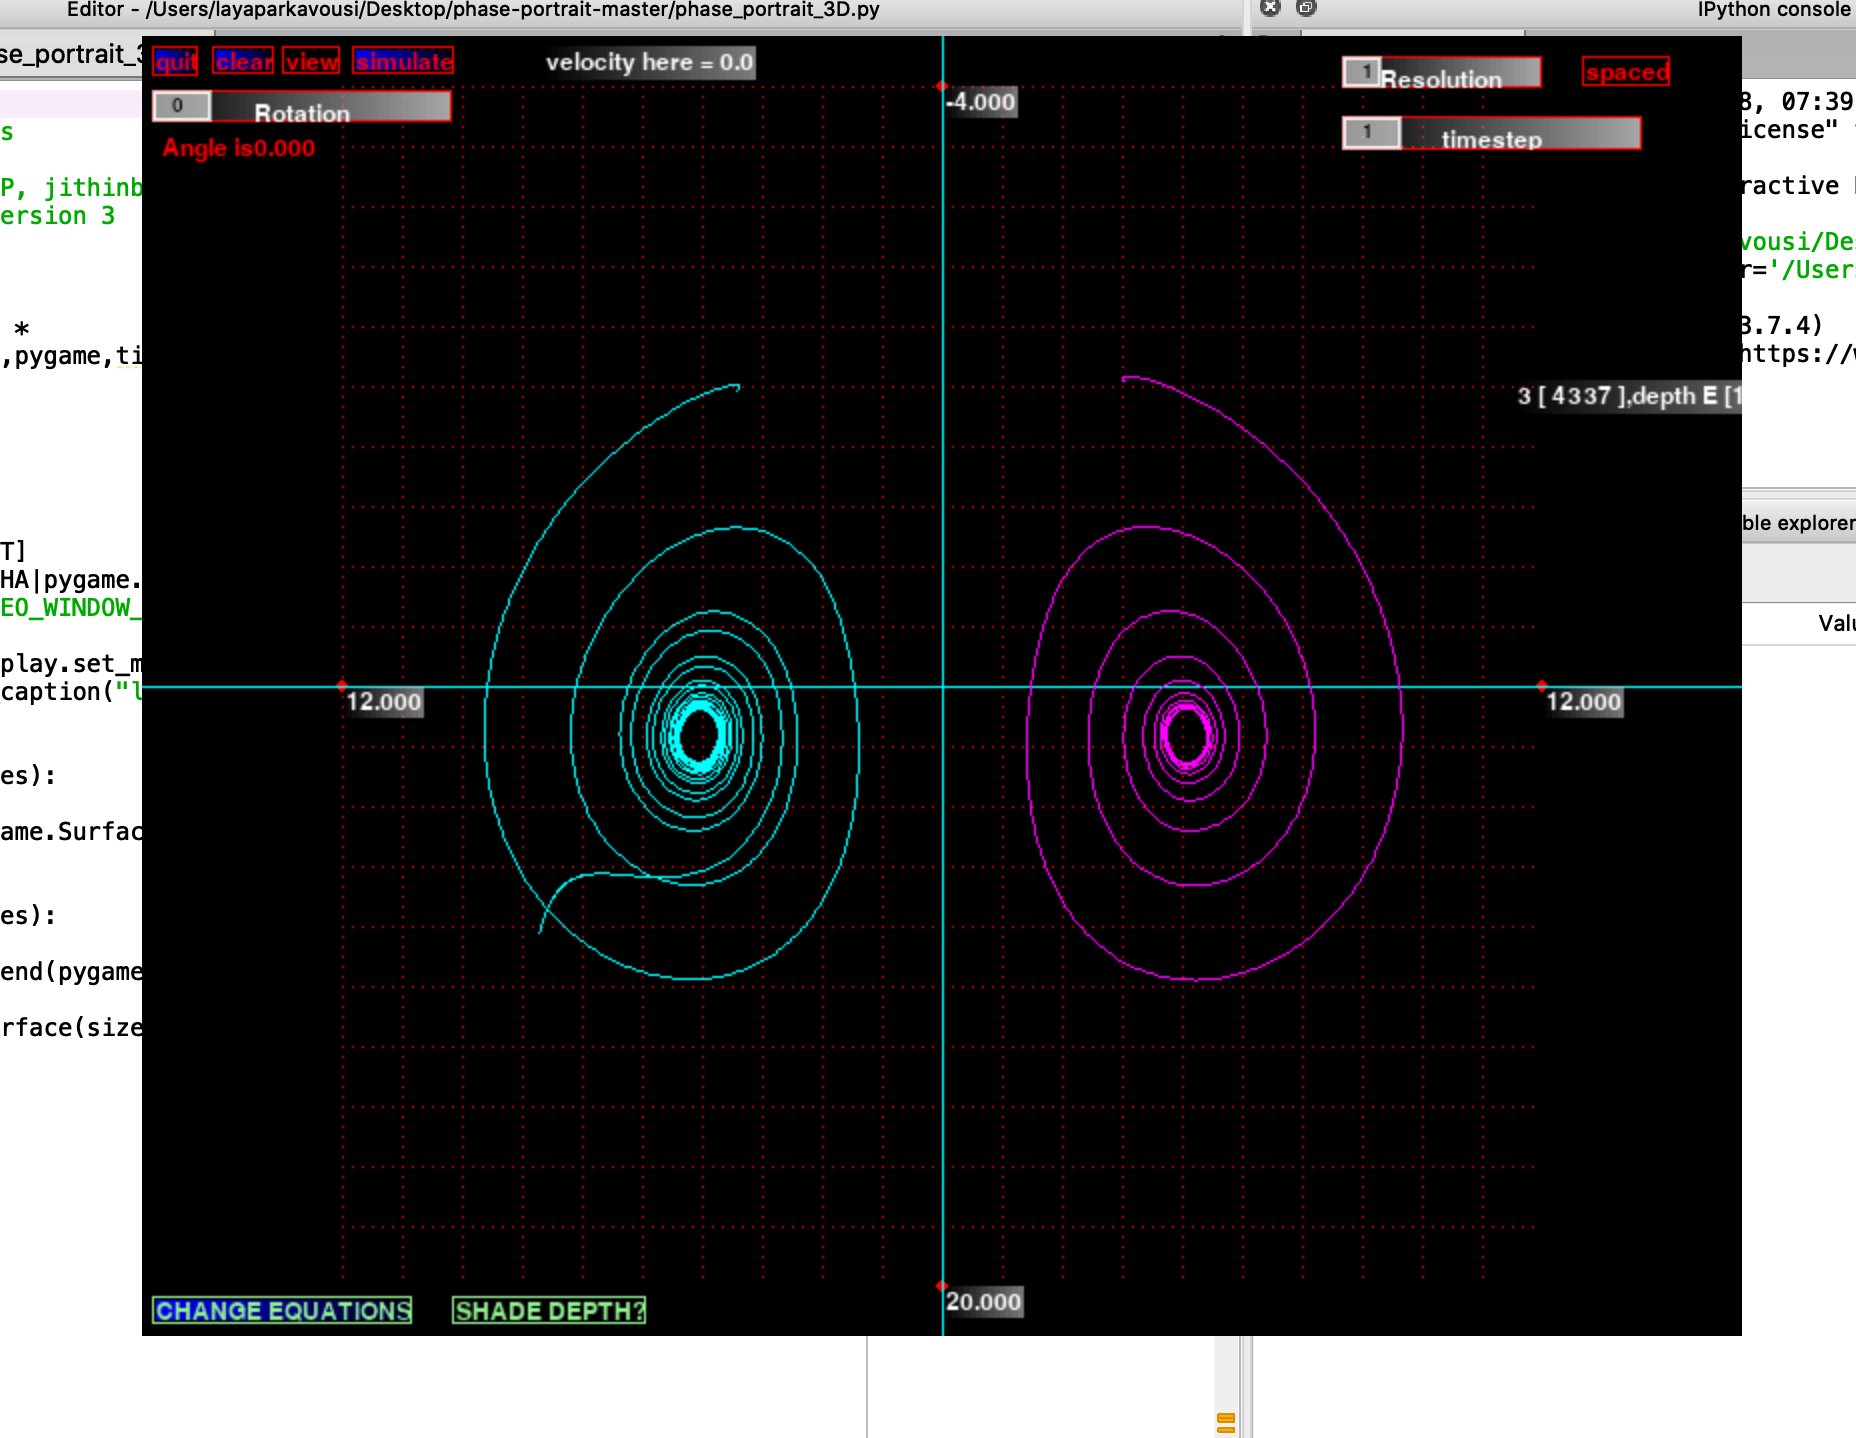 Editor - /Users/layaparkavousi/Desktop/phase-portrait-master/phase_portrait_3D.py
IPython console
se_portrait_3
quit clear view simulate
velocity here = 0.0
0 Rotation
Angle is0.000
-4.000
1 Resolution
spaced
1 timestep
12.000
12.000
20.000
3 [ 4337 ],depth E [1
CHANGE EQUATIONS
SHADE DEPTH?
s
P, jithinb
ersion 3
*
,pygame,ti
T]
HA|pygame.
EO_WINDOW_
play.set_m
caption("l
es):
ame.Surfac
es):
end(pygame
rface(size
8, 07:39
icense"
ractive
vousi/De
r='/User
3.7.4)
https://
ble explorer
Valu